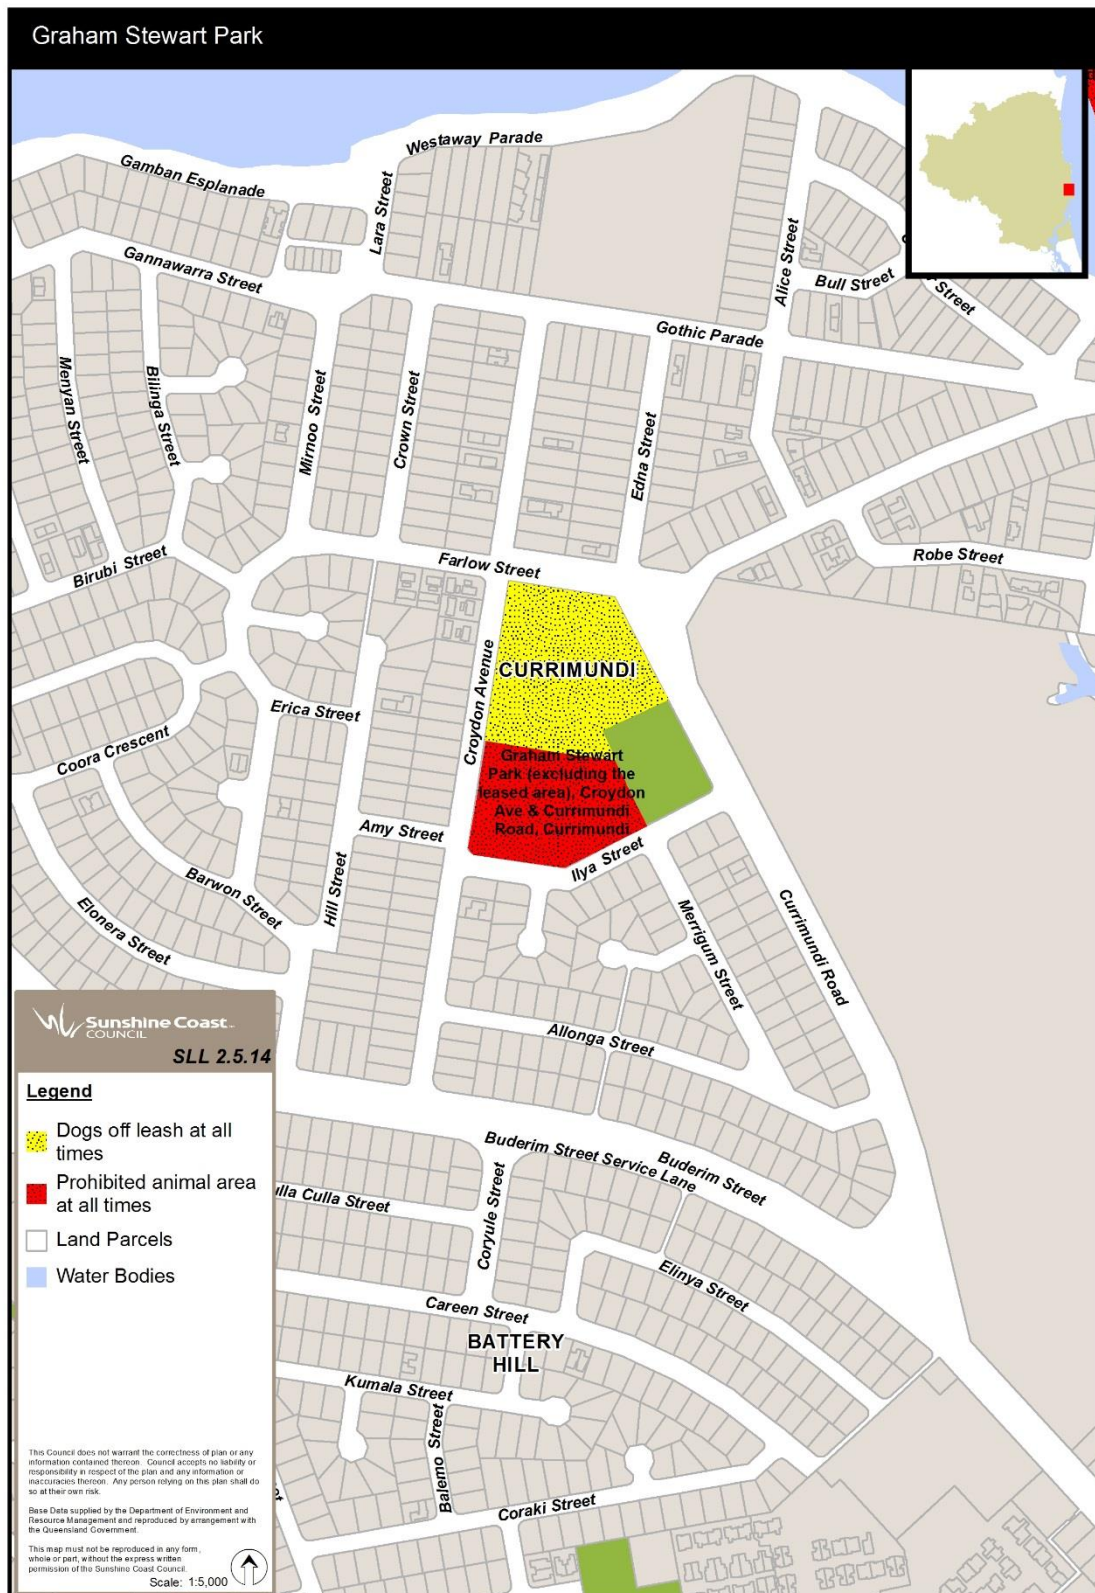 Graham Stewart Park
Westaway Parade
Gamban Esplanade
Lara Street
Gannawarra Street
Alice Street
Bull Street
Street
Gothic Parade
Menyan Street
Bilinga Street
Mirnoo Street
Crown Street
Edna Street
Farlow Street
Robe Street
Birubi Street
Croydon Avenue
CURRIMUNDI
Erica Street
Coora Crescent
Graham Stewart
Park (excluding the
leased area), Croydon
Ave & Currimundi
Road, Currimundi
Amy Street
Ilya Street
Hill Street
Barwon Street
Elonera Street
Merrigum Street
Currimundi Road
Allonga Street
Buderim Street Service Lane
Buderim Street
Culla Street
Coryule Street
Elinya Street
Careen Street
BATTERY
HILL
Kumala Street
Balemo Street
Coraki Street
Sunshine Coast
COUNCIL
SLL 2.5.14
Legend
Dogs off leash at all
times
Prohibited animal area
at all times
Land Parcels
Water Bodies
This Council does not warrant the correctness of plan or any
information contained thereon. Council accepts no liability or
responsibility in respect of the plan and any information or
inaccuracies thereon. Any person relying on this plan shall do
so at their own risk.
Base Data supplied by the Department of Environment and
Resource Management and reproduced by arrangement with
the Queensland Government.
This map must not be reproduced in any form,
whole or part, without the express written
permission of the Sunshine Coast Council.
Scale: 1:5,000